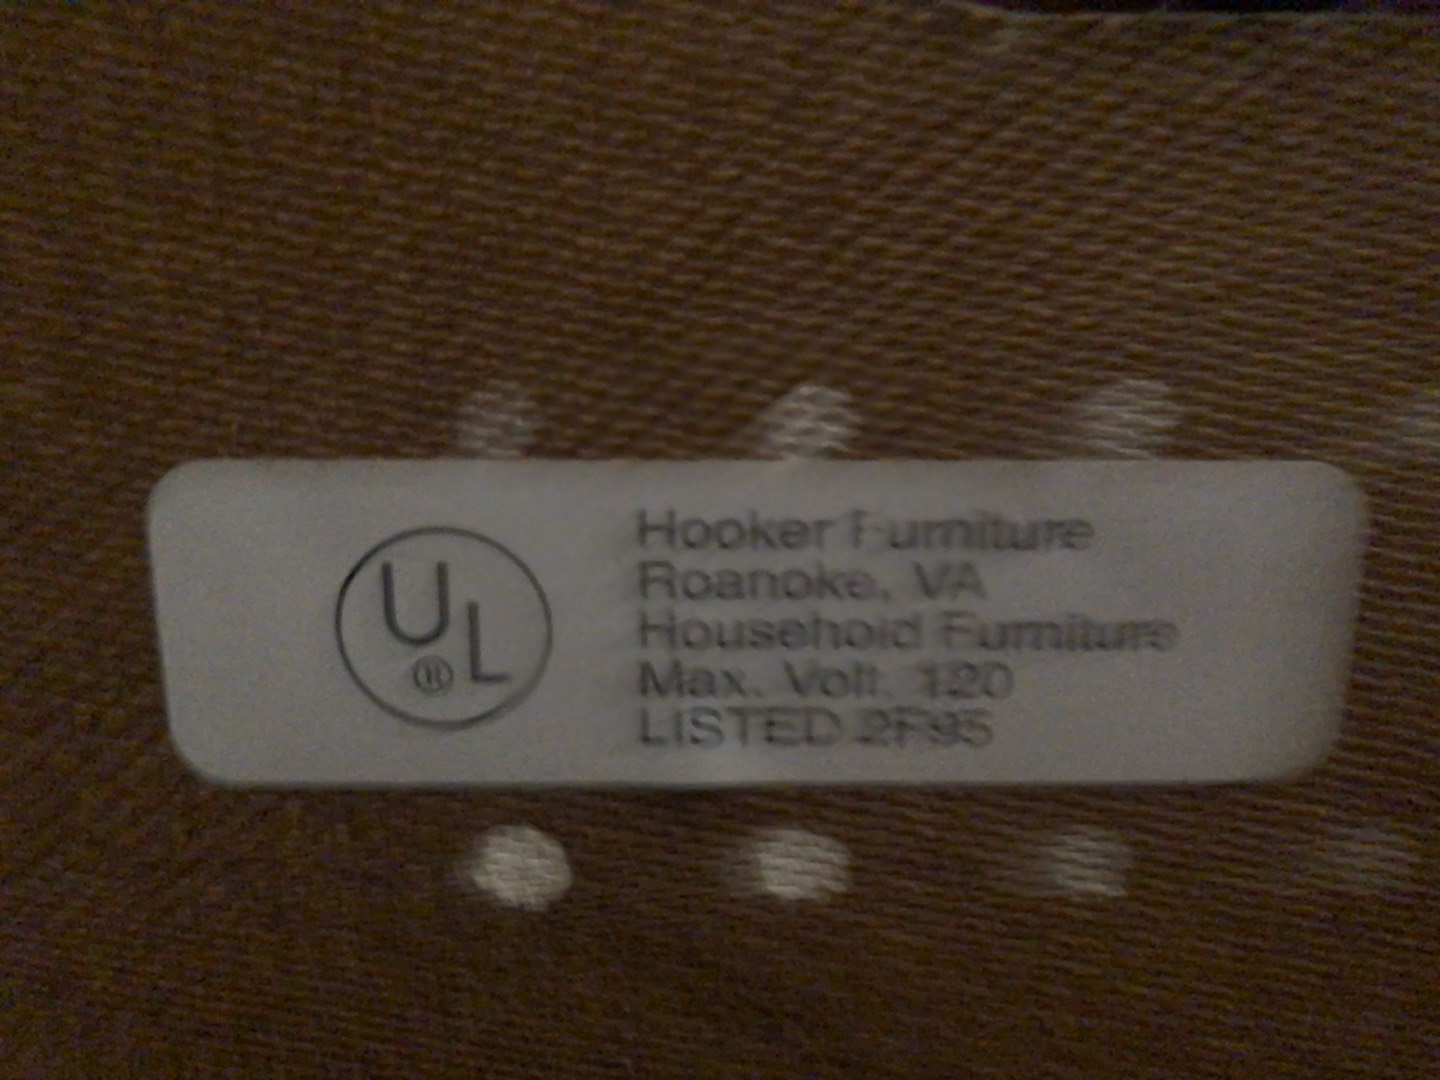 UL
®
Hooker Furniture
Roanoke, VA
Household Furniture
Max. Volt. 120
LISTED 2F95